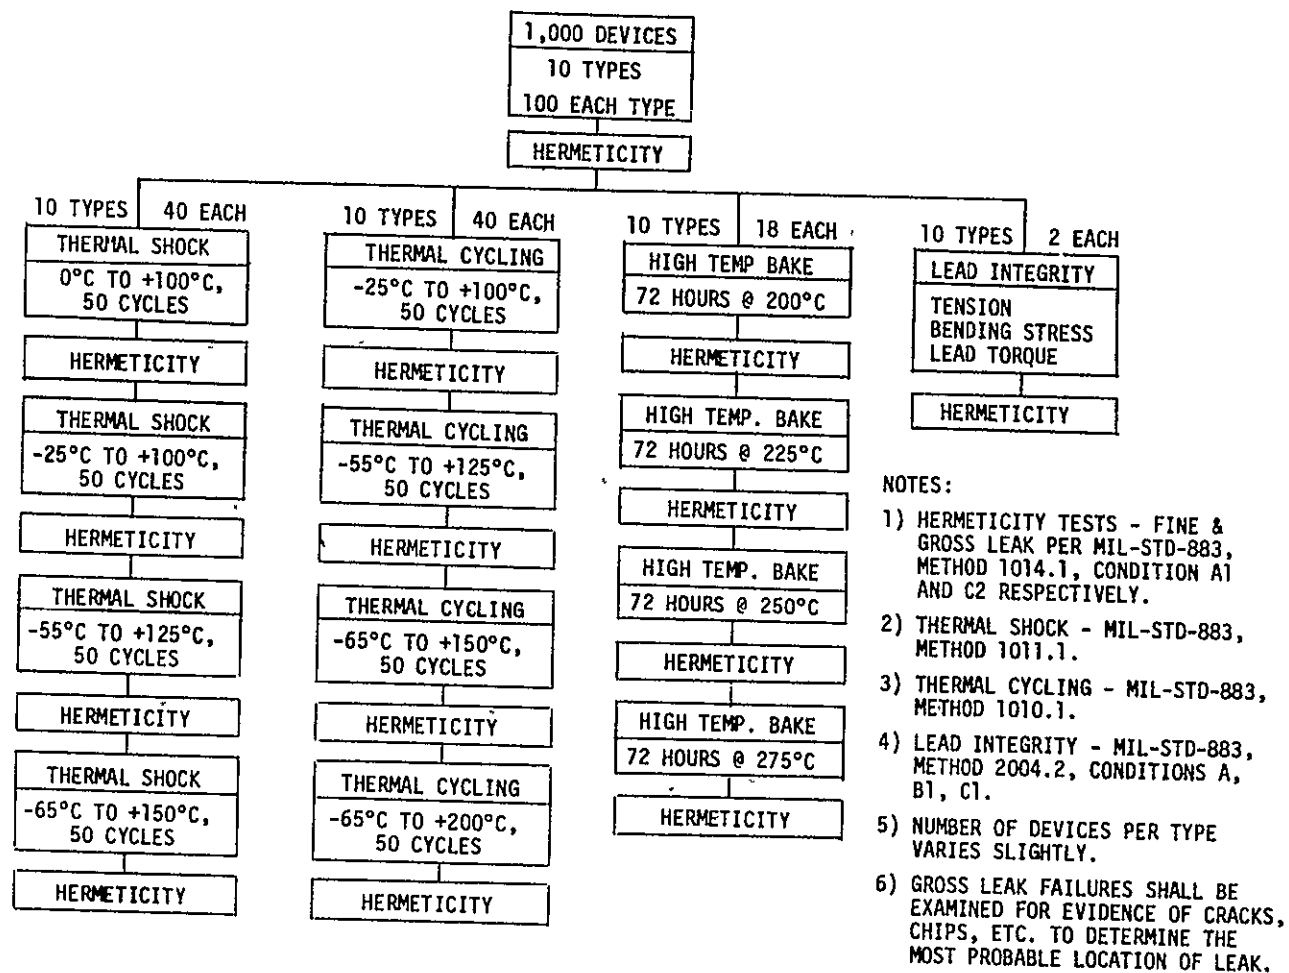 1,000 DEVICES
10 TYPES
100 EACH TYPE
HERMETICITY
10 TYPES 40 EACH
THERMAL SHOCK
0°C TO +100°C,
50 CYCLES
HERMETICITY
THERMAL SHOCK
-25°C TO +100°C,
50 CYCLES
HERMETICITY
THERMAL SHOCK
-55°C TO +125°C,
50 CYCLES
HERMETICITY
THERMAL SHOCK
-65°C TO +150°C,
50 CYCLES
HERMETICITY
10 TYPES 40 EACH
THERMAL CYCLING
-25°C TO +100°C,
50 CYCLES
HERMETICITY
THERMAL CYCLING
-55°C TO +125°C,
50 CYCLES
HERMETICITY
THERMAL CYCLING
-65°C TO +150°C,
50 CYCLES
HERMETICITY
THERMAL CYCLING
-65°C TO +200°C,
50 CYCLES
HERMETICITY
10 TYPES 18 EACH
HIGH TEMP BAKE
72 HOURS @ 200°C
HERMETICITY
HIGH TEMP. BAKE
72 HOURS @ 225°C
HERMETICITY
HIGH TEMP. BAKE
72 HOURS @ 250°C
HERMETICITY
HIGH TEMP. BAKE
72 HOURS @ 275°C
HERMETICITY
10 TYPES 2 EACH
LEAD INTEGRITY
TENSION
BENDING STRESS
LEAD TORQUE
HERMETICITY
NOTES:
1) HERMETICITY TESTS - FINE &
GROSS LEAK PER MIL-STD-883,
METHOD 1014.1, CONDITION A1
AND C2 RESPECTIVELY.
2) THERMAL SHOCK - MIL-STD-883,
METHOD 1011.1.
3) THERMAL CYCLING - MIL-STD-883,
METHOD 1010.1.
4) LEAD INTEGRITY - MIL-STD-883,
METHOD 2004.2, CONDITIONS A,
B1, C1.
5) NUMBER OF DEVICES PER TYPE
VARIES SLIGHTLY.
6) GROSS LEAK FAILURES SHALL BE
EXAMINED FOR EVIDENCE OF CRACKS,
CHIPS, ETC. TO DETERMINE THE
MOST PROBABLE LOCATION OF LEAK.